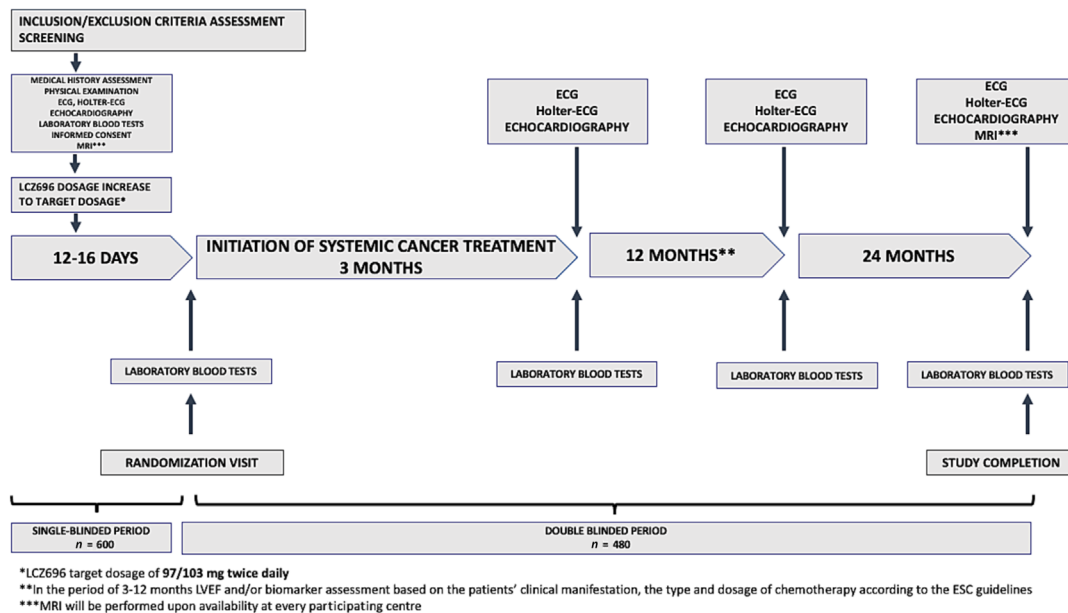 INCLUSION/EXCLUSION CRITERIA ASSESSMENT
SCREENING
MEDICAL HISTORY ASSESSMENT
PHYSICAL EXAMINATION
ECG, HOLTER-ECG
ECHOCARDIOGRAPHY
LABORATORY BLOOD TESTS
INFORMED CONSENT
MRI***
ECG
Holter-ECG
ECHOCARDIOGRAPHY
ECG
Holter-ECG
ECHOCARDIOGRAPHY
ECG
Holter-ECG
ECHOCARDIOGRAPHY
MRI***
LCZ696 DOSAGE INCREASE
TO TARGET DOSAGE*
12-16 DAYS
INITIATION OF SYSTEMIC CANCER TREATMENT
3 MONTHS
12 MONTHS**
24 MONTHS
LABORATORY BLOOD TESTS
LABORATORY BLOOD TESTS
LABORATORY BLOOD TESTS
LABORATORY BLOOD TESTS
RANDOMIZATION VISIT
STUDY COMPLETION
SINGLE-BLINDED PERIOD
n = 600
DOUBLE BLINDED PERIOD
n = 480
*LCZ696 target dosage of 97/103 mg twice daily
**In the period of 3-12 months LVEF and/or biomarker assessment based on the patients' clinical manifestation, the type and dosage of chemotherapy according to the ESC guidelines
***MRI will be performed upon availability at every participating centre